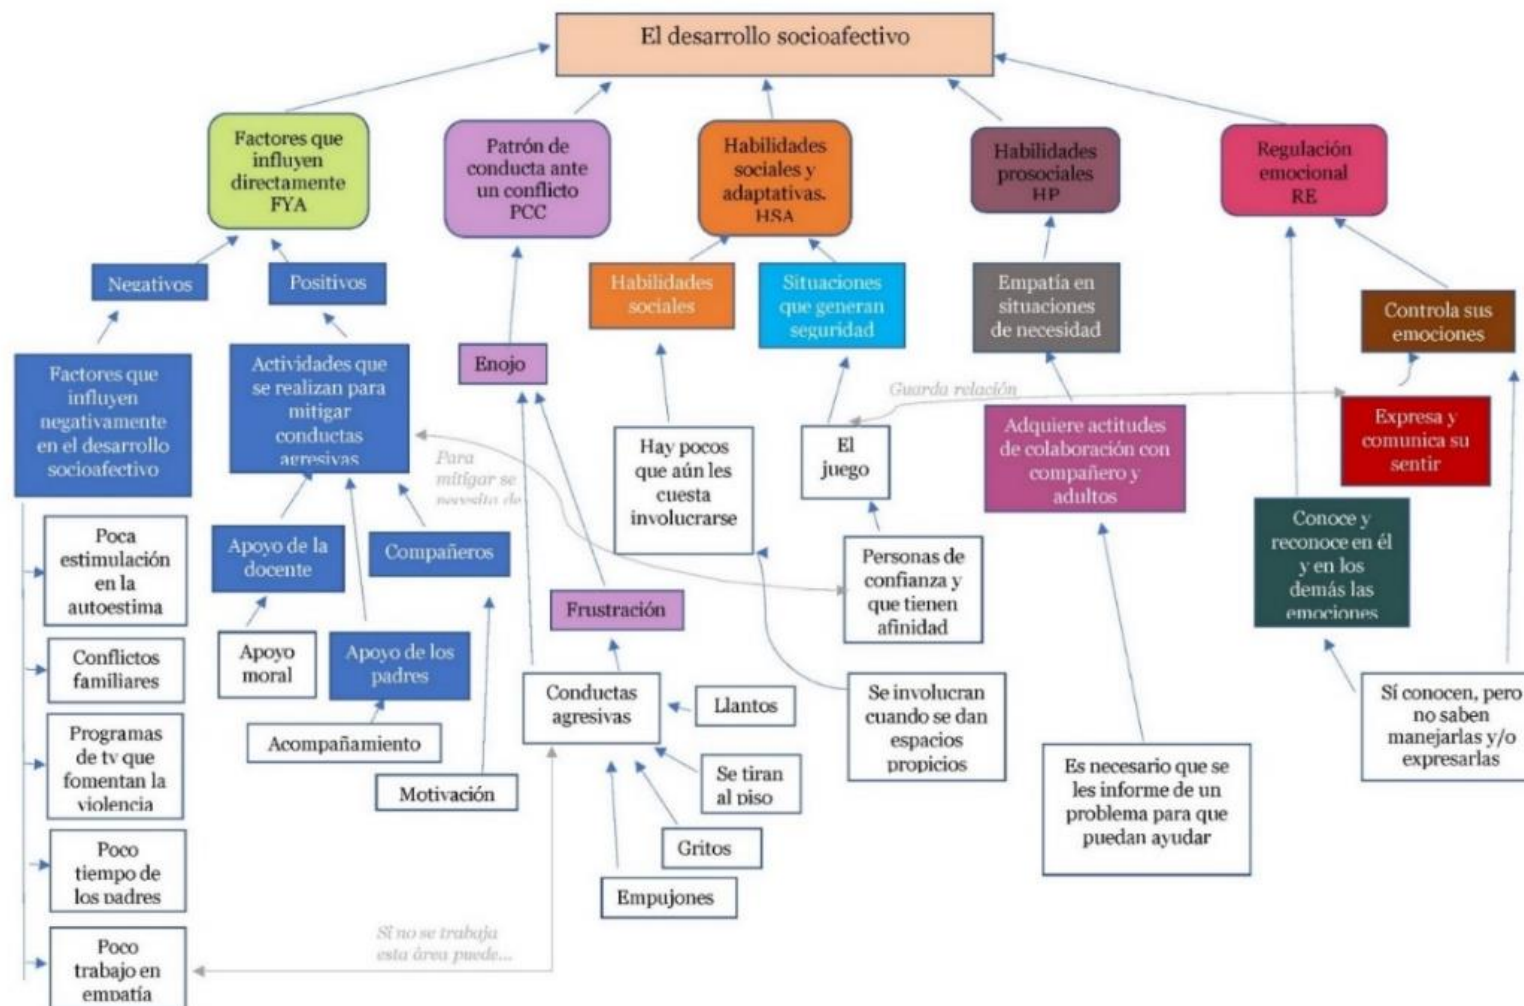 El desarrollo socioafectivo
Factores que
influyen
directamente
FYA
Patrón de
conducta ante
un conflicto
PCC
Habilidades
sociales y
adaptativas.
HSA
Habilidades
prosociales
HP
Regulación
emocional
RE
Negativos
Positivos
Habilidades
sociales
Situaciones
que generan
seguridad
Empatía en
situaciones
de necesidad
Controla sus
emociones
Factores que
influyen
negativamente
en el desarrollo
socioafectivo
Actividades que
se realizan para
mitigar
conductas
agresivas
Enojo
Guarda relación
Para
mitigar se
necesita de
Hay pocos
que aún les
cuesta
involucrarse
El
juego
Adquiere actitudes
de colaboración con
compañero y
adultos
Expresa y
comunica su
sentir
Poca
estimulación
en la
autoestima
Apoyo de la
docente
Compañeros
Personas de
confianza y
que tienen
afinidad
Conoce y
reconoce en él
y en los
demás las
emociones
Frustración
Conflictos
familiares
Apoyo
moral
Apoyo de los
padres
Conductas
agresivas
Llantos
Se involucran
cuando se dan
espacios
propicios
Sí conocen, pero
no saben
manejarlas y/o
expresarlas
Programas
de tv que
fomentan la
violencia
Acompañamiento
Motivación
Se tiran
al piso
Es necesario que se
les informe de un
problema para que
puedan ayudar
Gritos
Poco
tiempo de
los padres
Empujones
Sí no se trabaja
esta área puede...
Poco
trabajo en
empatía